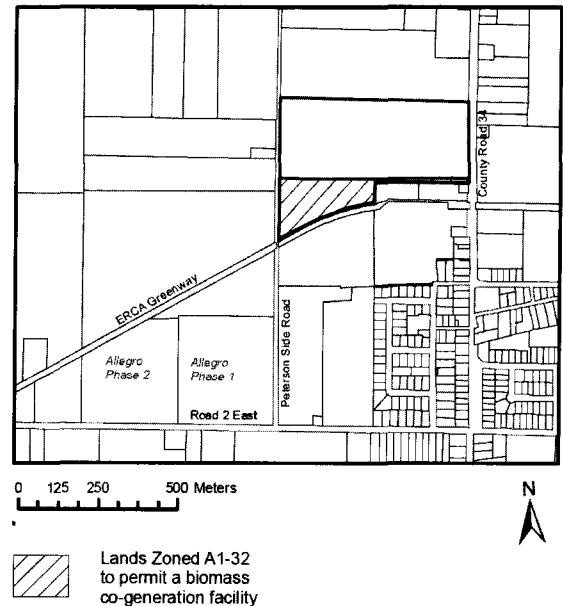 County Road 34
ERCA Greenway
Peterson Side Road
Allegro
Phase 2
Allegro
Phase 1
Road 2 East
0 125 250 500 Meters
N
Lands Zoned A1-32
to permit a biomass
co-generation facility